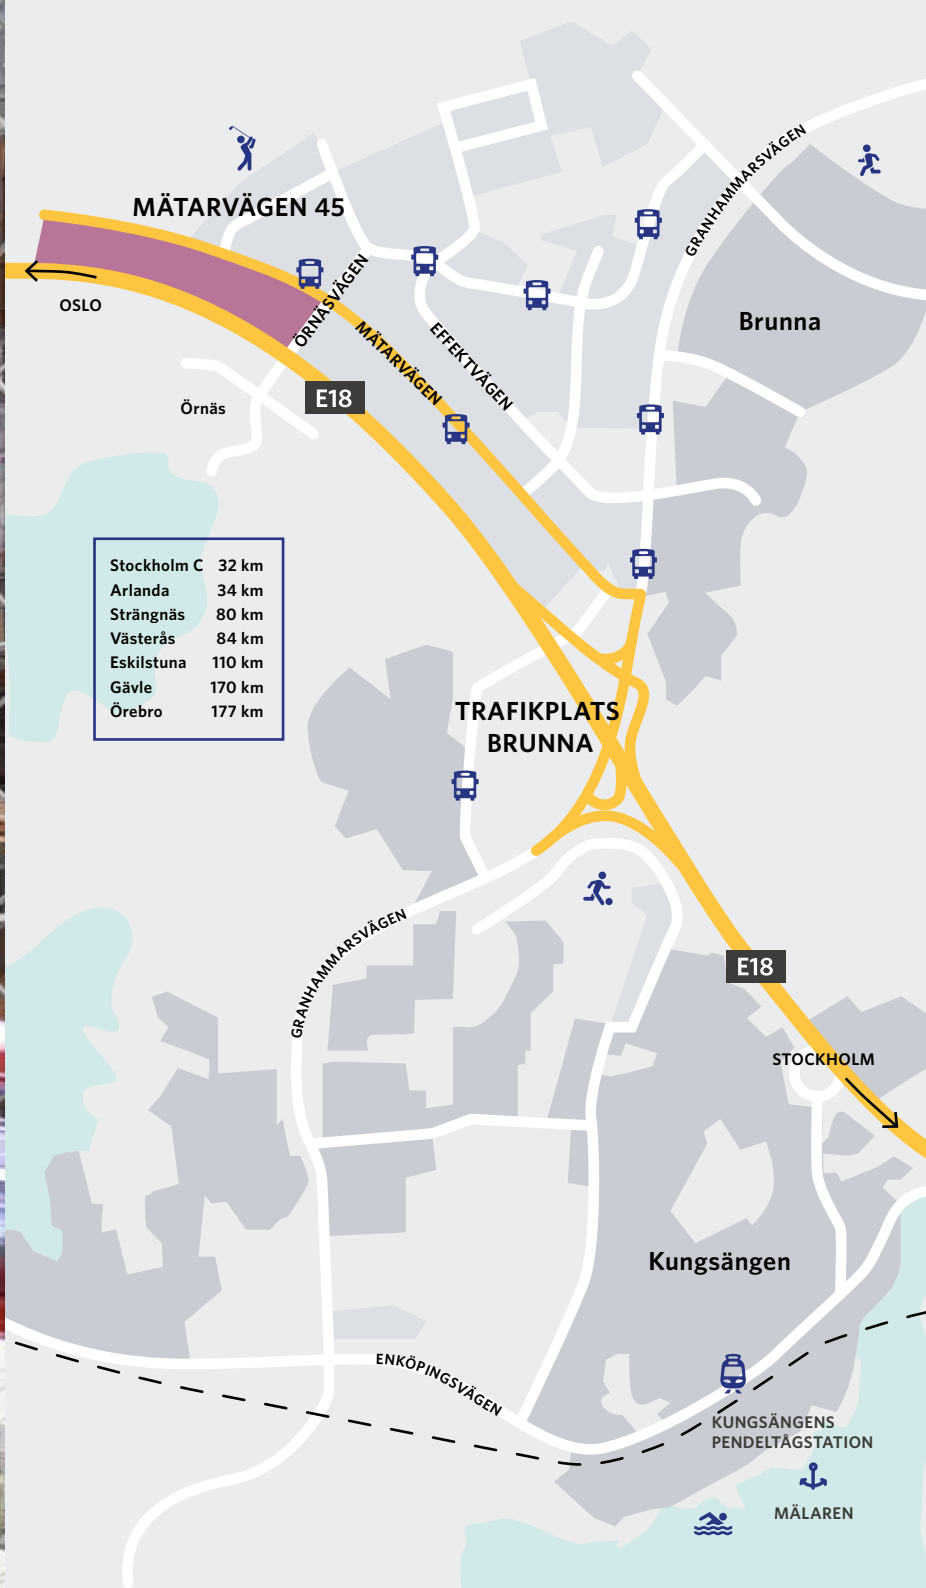 GRANHAMMARSVÄGEN
MÄTARVÄGEN 45
OSLO
ÖRNÄSVÄGEN
MÄTARVÄGEN
EFFEKTVÄGEN
Brunna
Örnäs
E18
Stockholm C 32 km
Arlanda 34 km
Strängnäs 80 km
Västerås 84 km
Eskilstuna 110 km
Gävle 170 km
Örebro 177 km
TRAFIKPLATS
BRUNNA
GRANHAMMARSVÄGEN
E18
STOCKHOLM
Kungsängen
ENKÖPINGSVÄGEN
KUNGSÄNGENS
PENDELTÅGSTATION
MÄLAREN